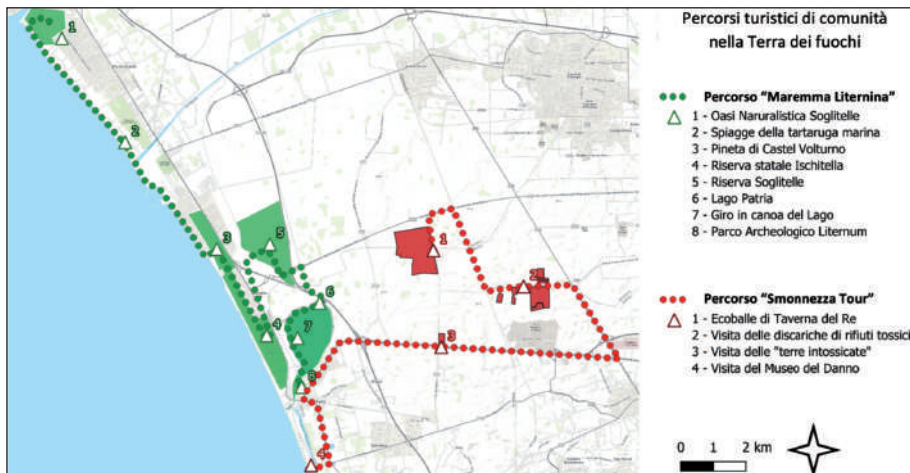 Percorsi turistici di comunità
nella Terra dei fuochi
Percorso "Maremma Liternina"
1 - Oasi Naruralistica Soglitelle
2 - Spiagge della tartaruga marina
3 - Pineta di Castel Volturno
4 - Riserva statale Ischitella
5 - Riserva Soglitelle
6 - Lago Patria
7 - Giro in canoa del Lago
8 - Parco Archeologico Liternum
Percorso "Smonnezza Tour"
1 - Ecoballe di Taverna del Re
2 - Visita delle discariche di rifiuti tossici
3 - Visita delle "terre intossicate"
4 - Visita del Museo del Danno
0 1 2 km
1
2
3
5
1
2
6
7
3
4
8
4